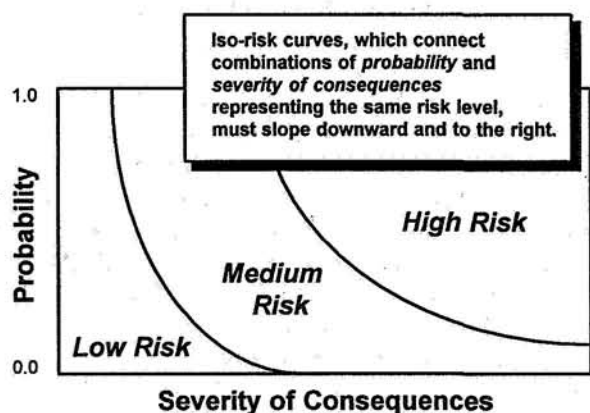 Iso-risk curves, which connect
combinations of probability and
severity of consequences
representing the same risk level,
must slope downward and to the right.
1.0
Probability
High Risk
Medium
Risk
Low Risk
0.0
Severity of Consequences